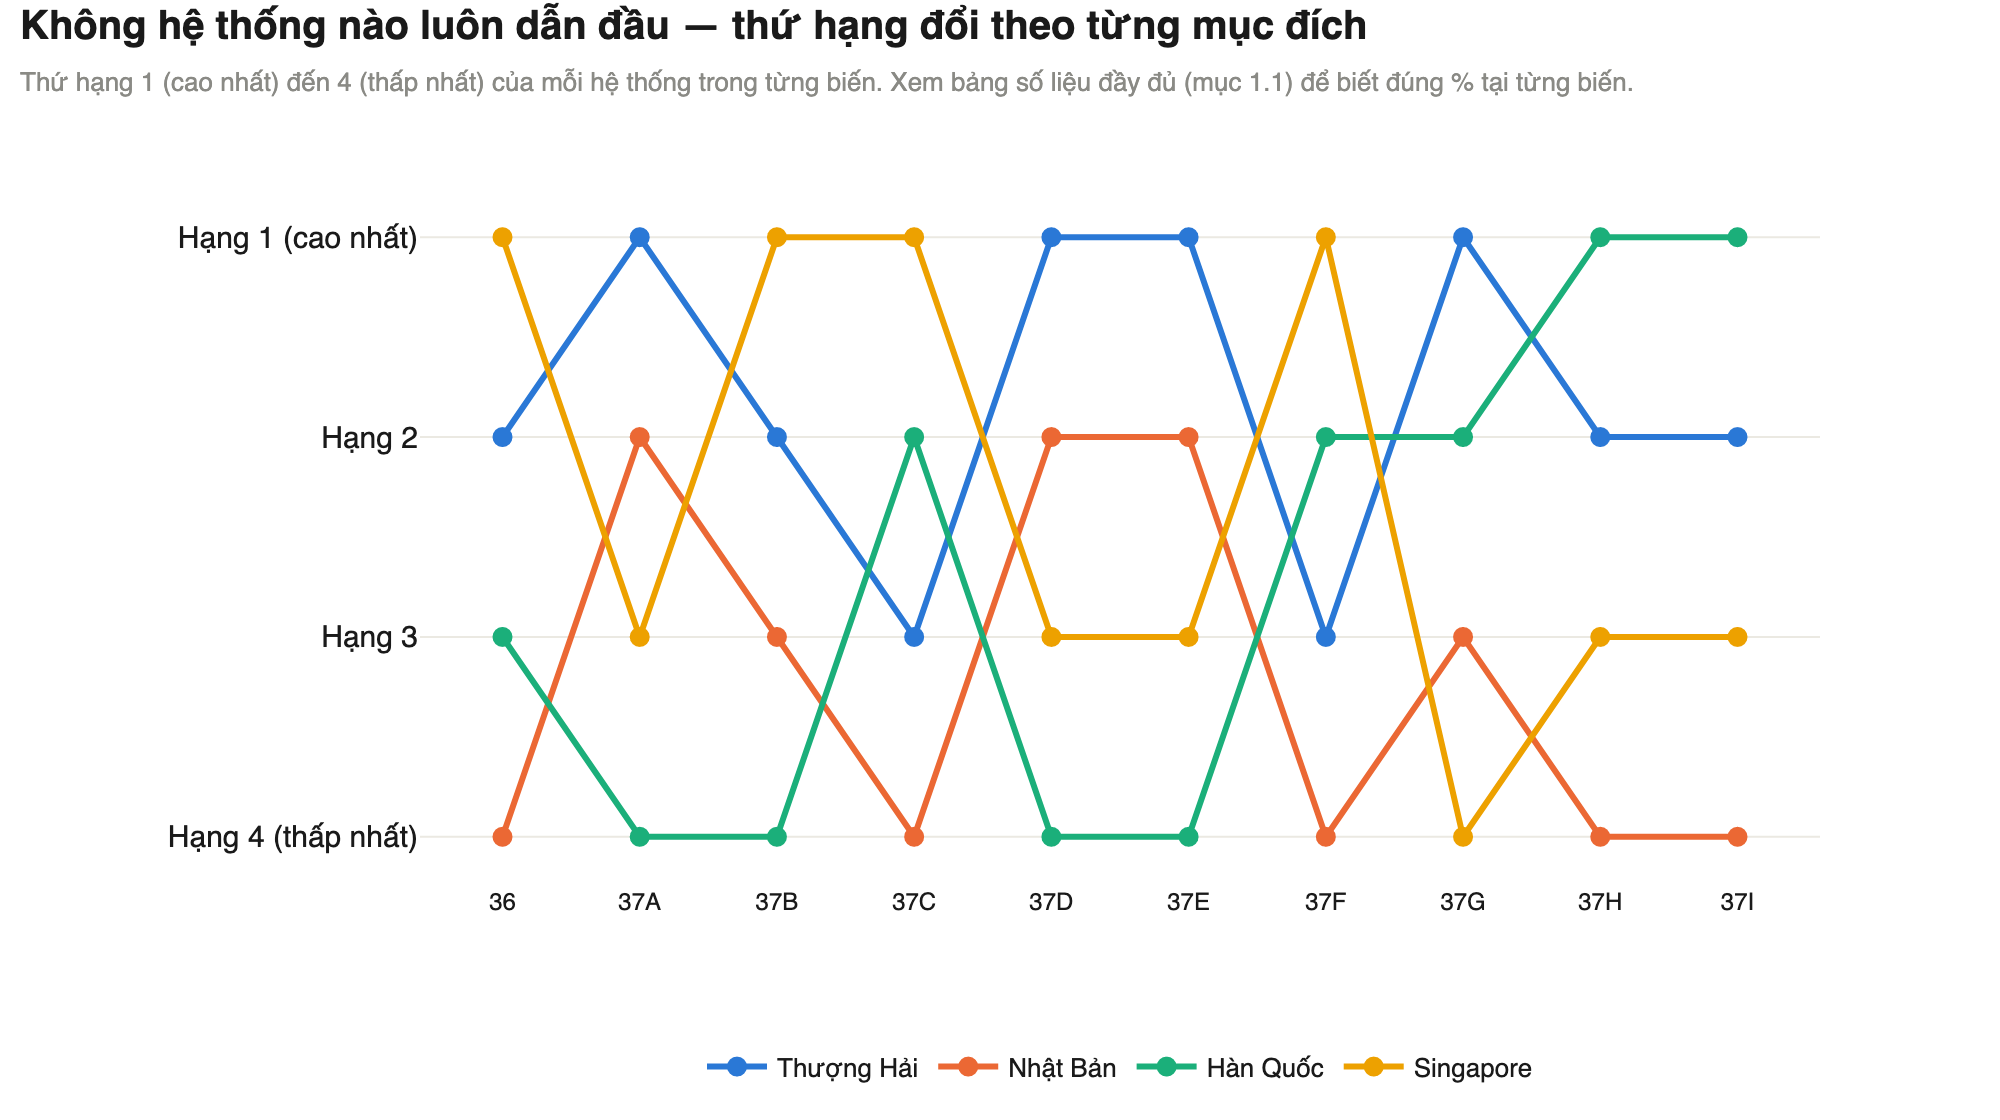 Không hệ thống nào luôn dẫn đầu — thứ hạng đổi theo từng mục đích
Thứ hạng 1 (cao nhất) đến 4 (thấp nhất) của mỗi hệ thống trong từng biến. Xem bảng số liệu đầy đủ (mục 1.1) để biết đúng % tại từng biến.
Hạng 1 (cao nhất)
Hạng 2
Hạng 3
Hạng 4 (thấp nhất)
36 37A 37B 37C 37D 37E 37F 37G 37H 37I
Thượng Hải Nhật Bản Hàn Quốc Singapore